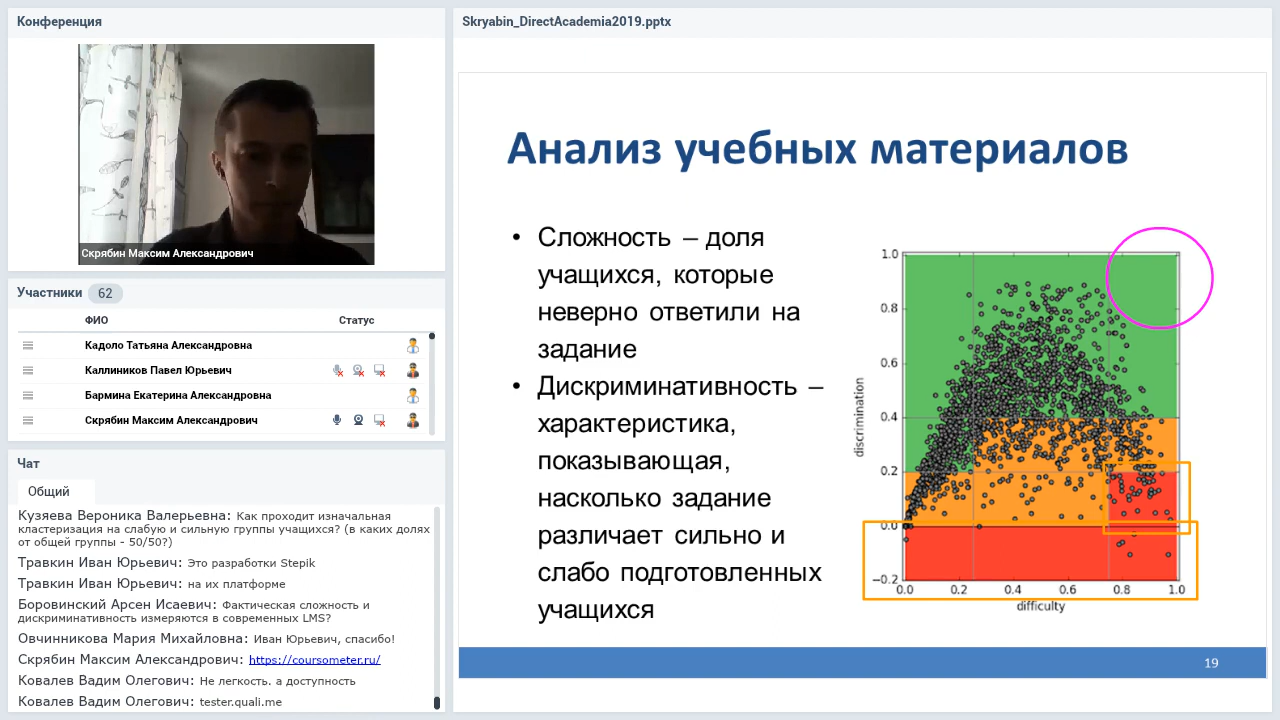 Конференция
Скрябин Максим Александрович
Участники 62
ФИО Статус
Кадоло Татьяна Александровна
Каллиников Павел Юрьевич
Бармина Екатерина Александровна
Скрябин Максим Александрович
Чат
Общий
Кузяева Вероника Валерьевна: Как проходит изначальная
кластеризация на слабую и сильную группы учащихся? (в каких долях
от общей группы - 50/50?)
Травкин Иван Юрьевич: Это разработки Stepik
Травкин Иван Юрьевич: на их платформе
Боровинский Арсен Исаевич: Фактическая сложность и
дискриминативность измеряются в современных LMS?
Овчинникова Мария Михайловна: Иван Юрьевич, спасибо!
Скрябин Максим Александрович: https://coursometer.ru/
Ковалев Вадим Олегович: Не легкость. а доступность
Ковалев Вадим Олегович: tester.quali.me
Skryabin_DirectAcademia2019.pptx
Анализ учебных материалов
• Сложность – доля
учащихся, которые
неверно ответили на
задание
• Дискриминативность –
характеристика,
показывающая,
насколько задание
различает сильно и
слабо подготовленных
учащихся
1.0
0.8
0.6
0.4
0.2
0.0
−0.2
discrimination
0.0 0.2 0.4 0.6 0.8 1.0
difficulty
19